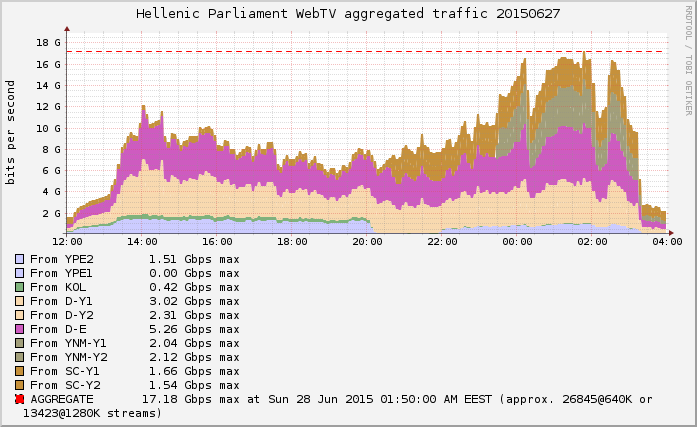 Hellenic Parliament WebTV aggregated traffic 20150627
RRDTOOL / TOBI OETIKER
bits per second
18 G
16 G
14 G
12 G
10 G
8 G
6 G
4 G
2 G
12:00 14:00 16:00 18:00 20:00 22:00 00:00 02:00 04:00
From YPE2 1.51 Gbps max
From YPE1 0.00 Gbps max
From KOL 0.42 Gbps max
From D-Y1 3.02 Gbps max
From D-Y2 2.31 Gbps max
From D-E 5.26 Gbps max
From YNM-Y1 2.04 Gbps max
From YNM-Y2 2.12 Gbps max
From SC-Y1 1.66 Gbps max
From SC-Y2 1.54 Gbps max
AGGREGATE 17.18 Gbps max at Sun 28 Jun 2015 01:50:00 AM EEST (approx. 26845@640K or
13423@1280K streams)